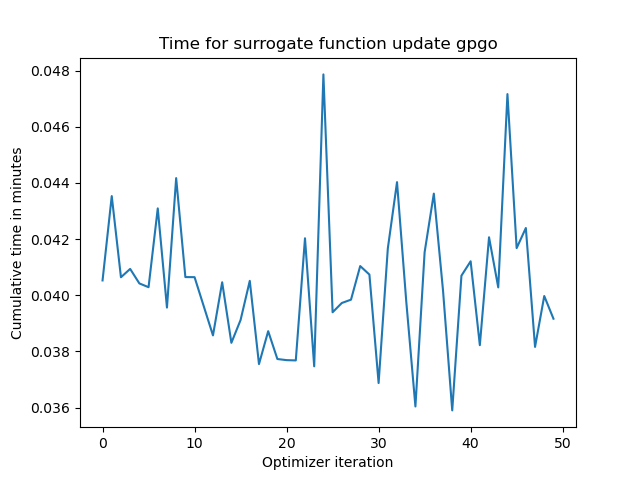 Time for surrogate function update gpgo
Cumulative time in minutes
0.048
0.046
0.044
0.042
0.040
0.038
0.036
0 10 20 30 40 50
Optimizer iteration